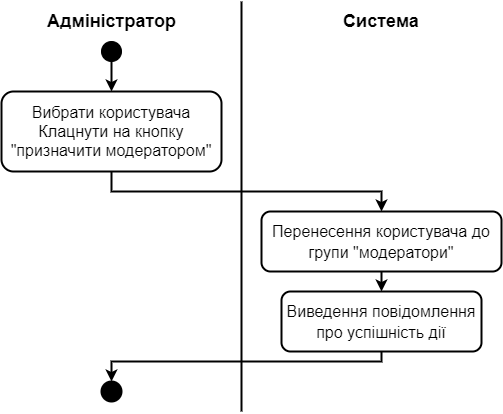 Адміністратор
Система
Вибрати користувача
Клацнути на кнопку
"призначити модератором"
Перенесення користувача до
групи "модератори"
Виведення повідомлення
про успішність дії